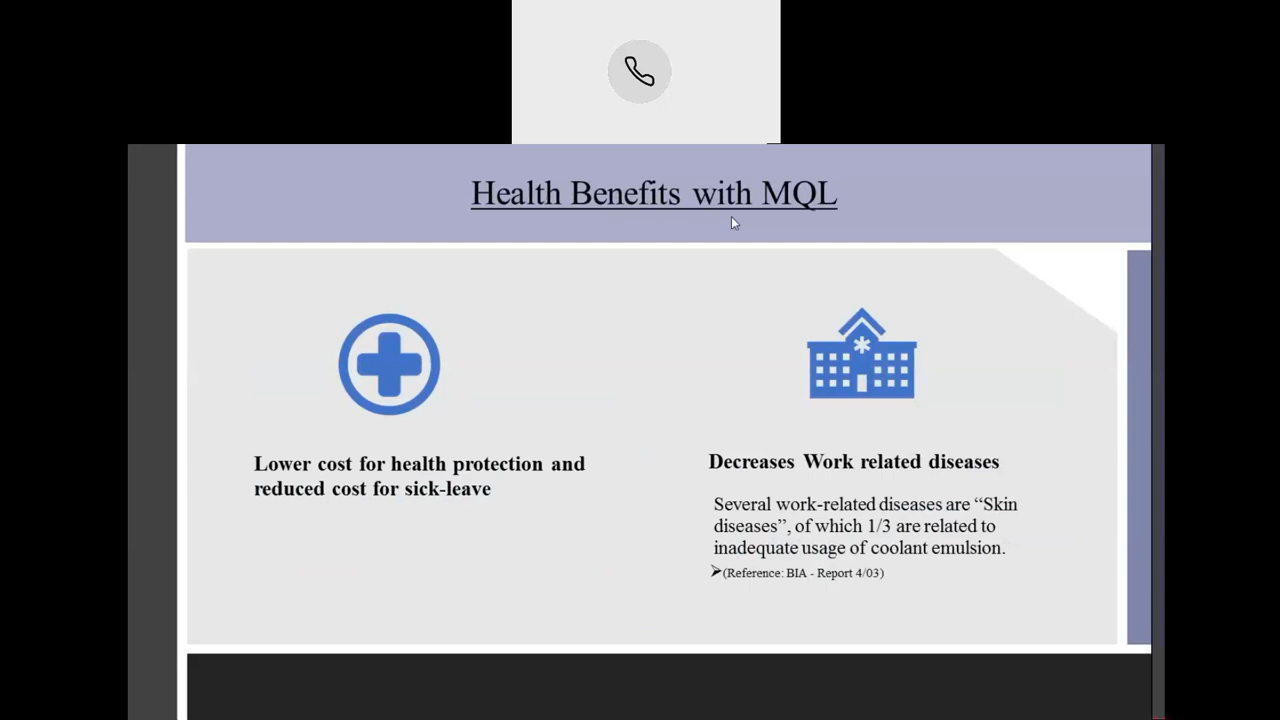 Health Benefits with MQL
Lower cost for health protection and
reduced cost for sick-leave
Decreases Work related diseases
Several work-related diseases are “Skin
diseases”, of which 1/3 are related to
inadequate usage of coolant emulsion.
➤(Reference: BIA - Report 4/03)